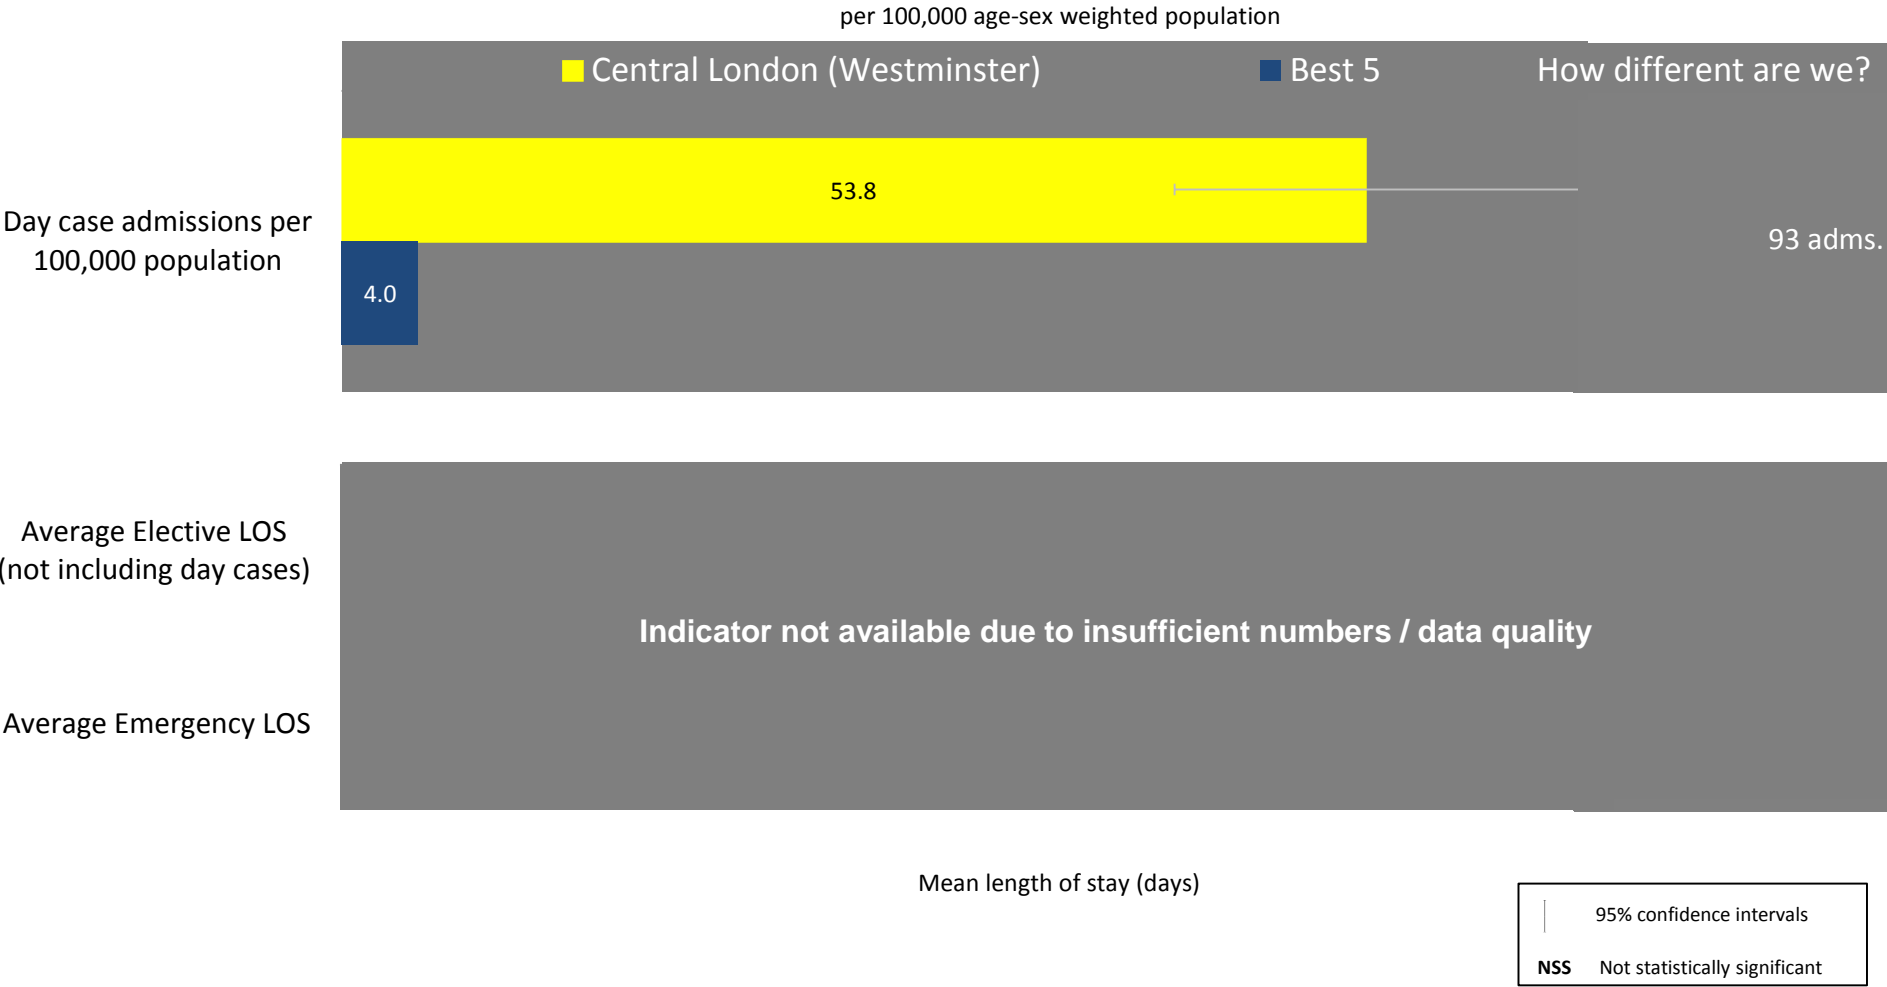 per 100,000 age-sex weighted population
Central London (Westminster) Best 5 How different are we?
53.8
Day case admissions per
100,000 population
93 adms.
4.0
Average Elective LOS
(not including day cases)
Indicator not available due to insufficient numbers / data quality
Average Emergency LOS
Mean length of stay (days)
95% confidence intervals
NSS Not statistically significant